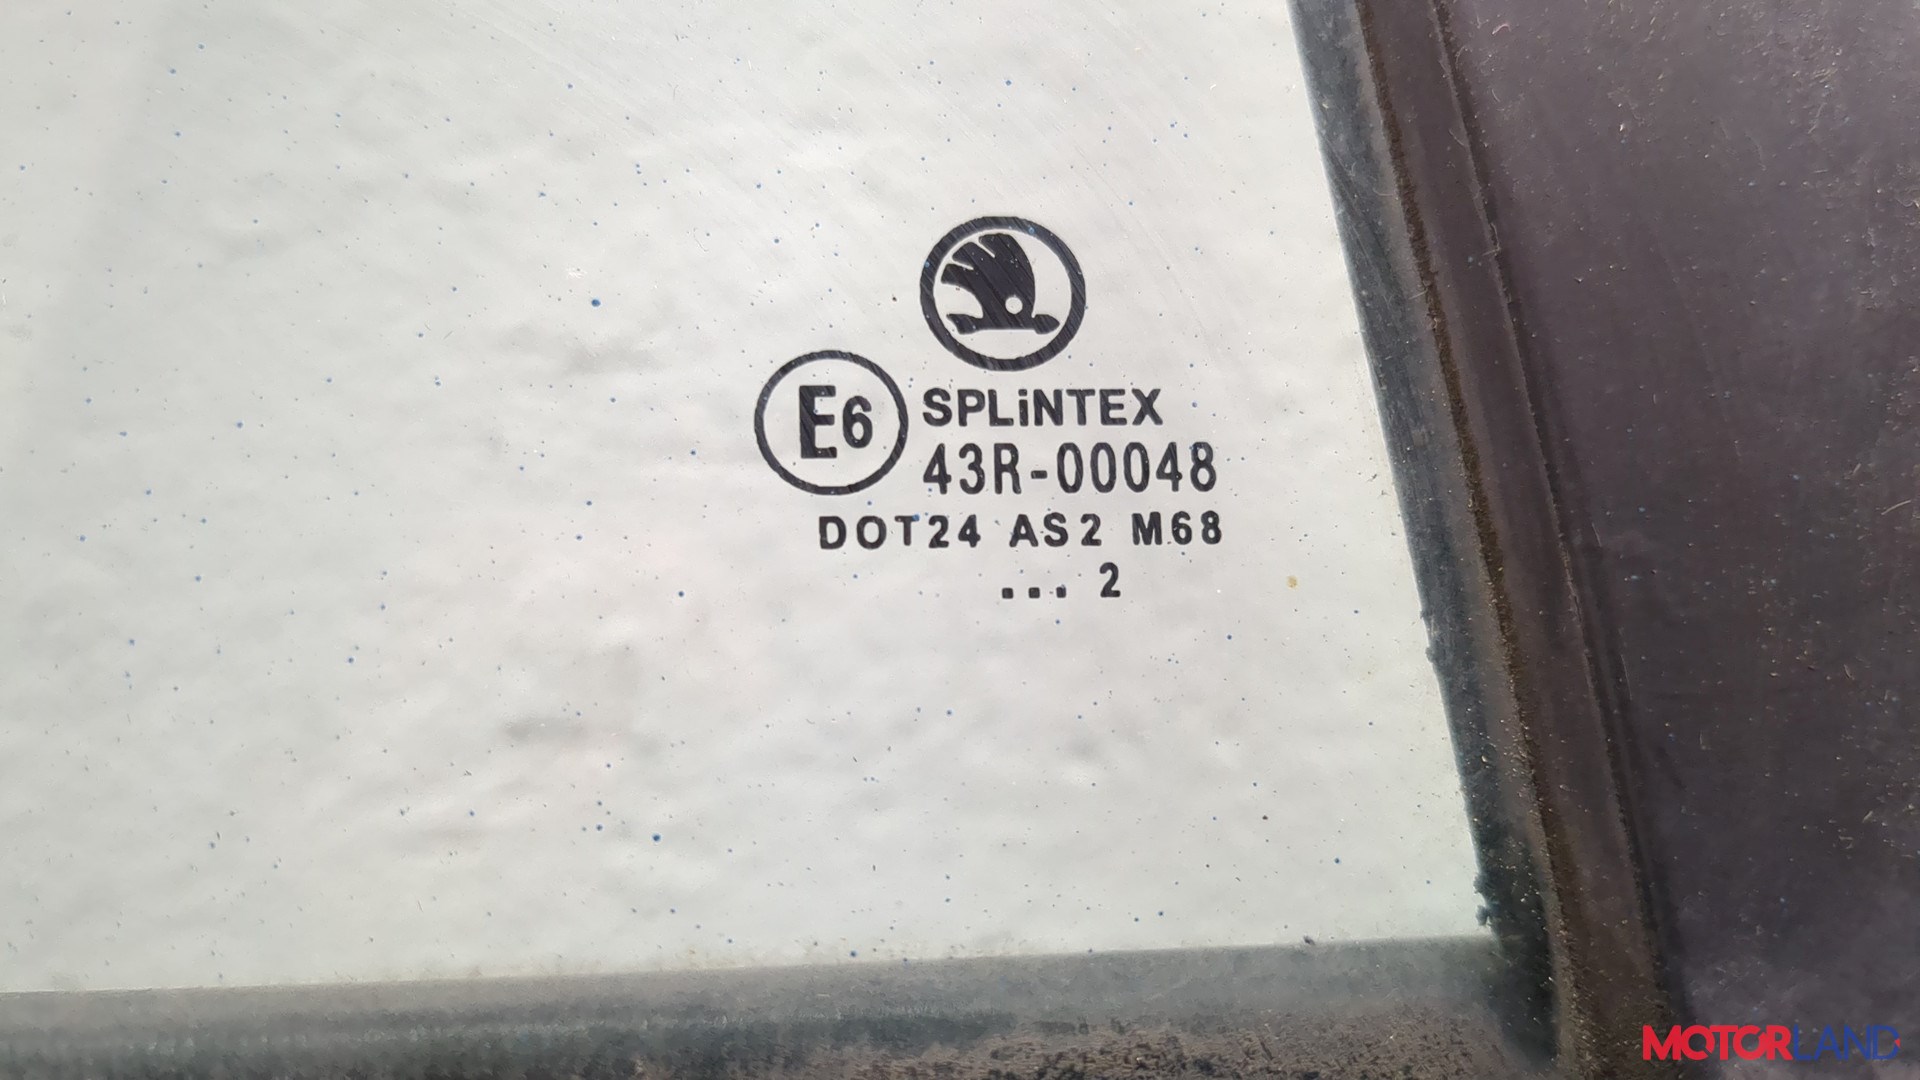 E6
SPLiNTEX
43R-00048
DOT24 AS2 M68
... 2
MOTORLAND